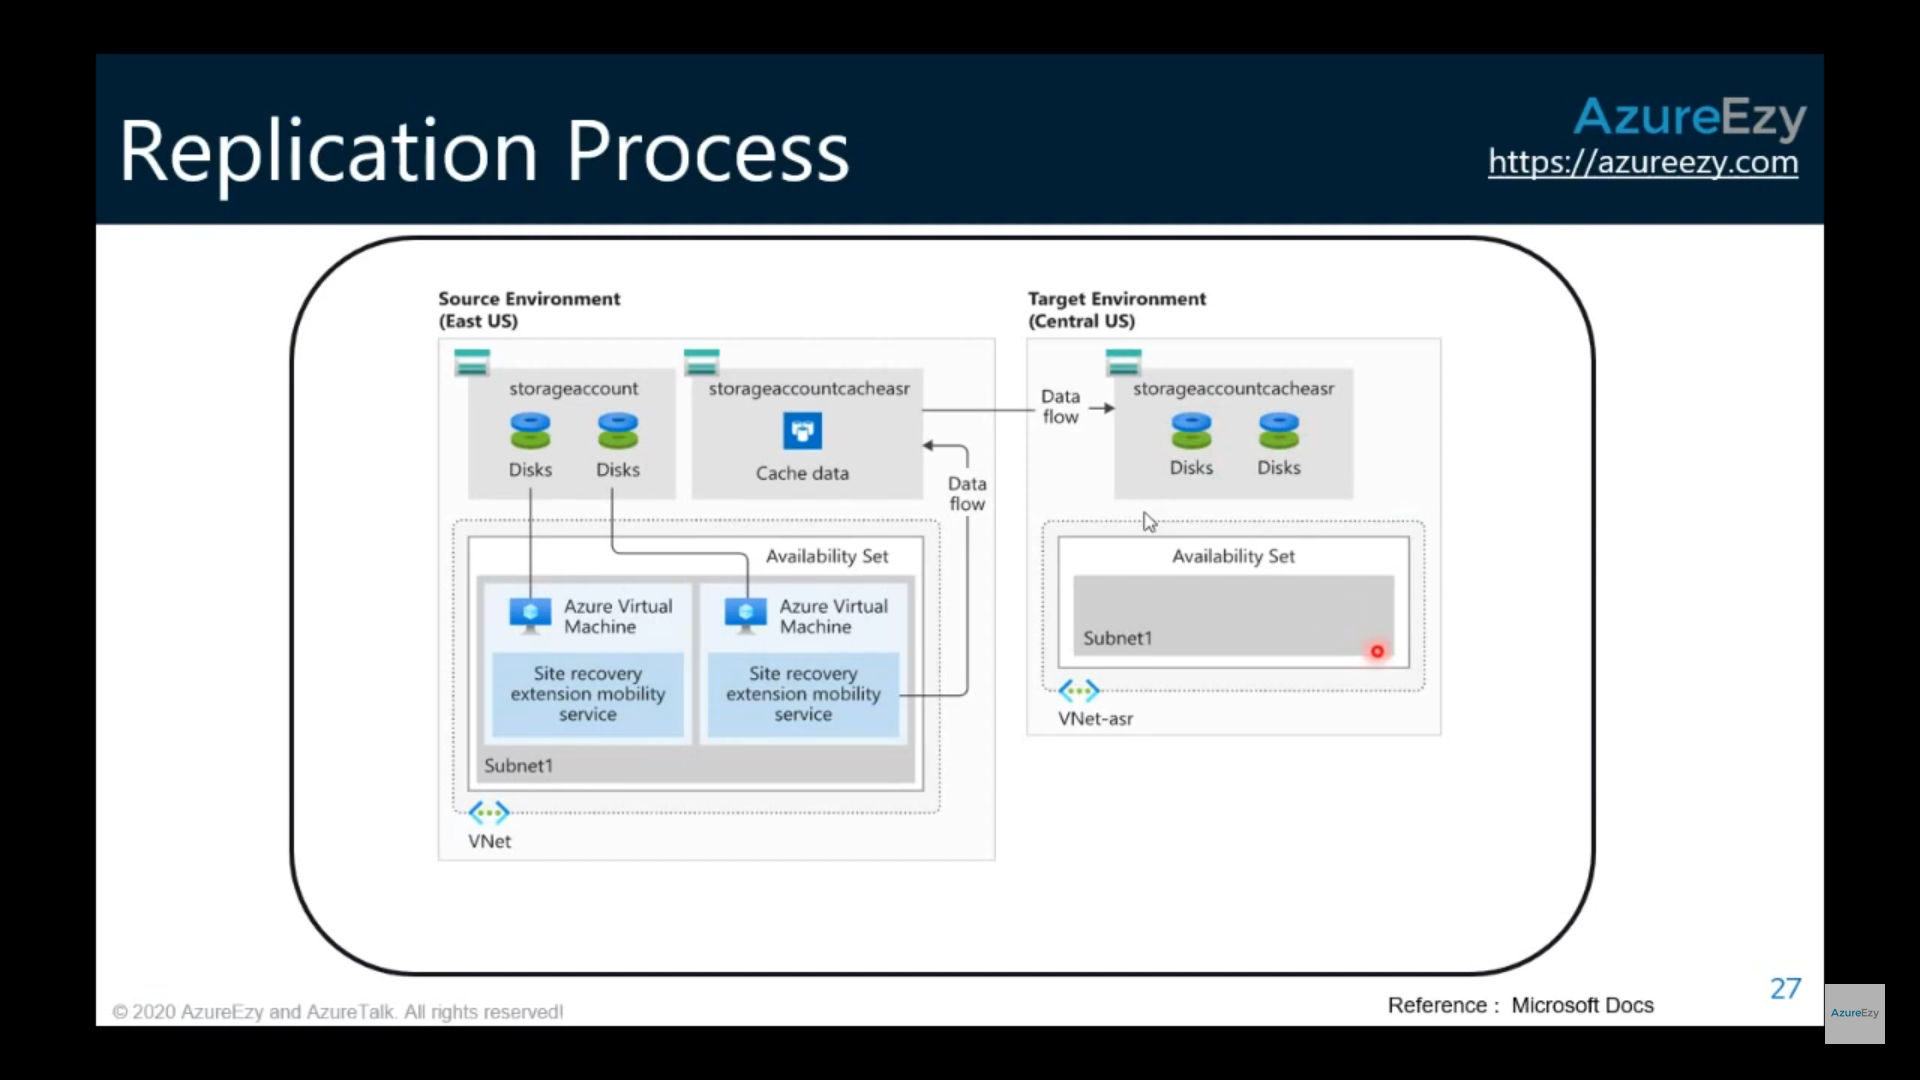 Replication Process
AzureEzy
https://azureezy.com
Source Environment
(East US)
storageaccount
Disks
Disks
storageaccountcacheasr
Cache data
Data
flow
Availability Set
Azure Virtual
Machine
Site recovery
extension mobility
service
Azure Virtual
Machine
Site recovery
extension mobility
service
Subnet1
VNet
Data
flow
Target Environment
(Central US)
storageaccountcacheasr
Disks
Disks
Availability Set
Subnet1
VNet-asr
© 2020 AzureEzy and AzureTalk. All rights reserved!
Reference : Microsoft Docs
27
AzureEzy